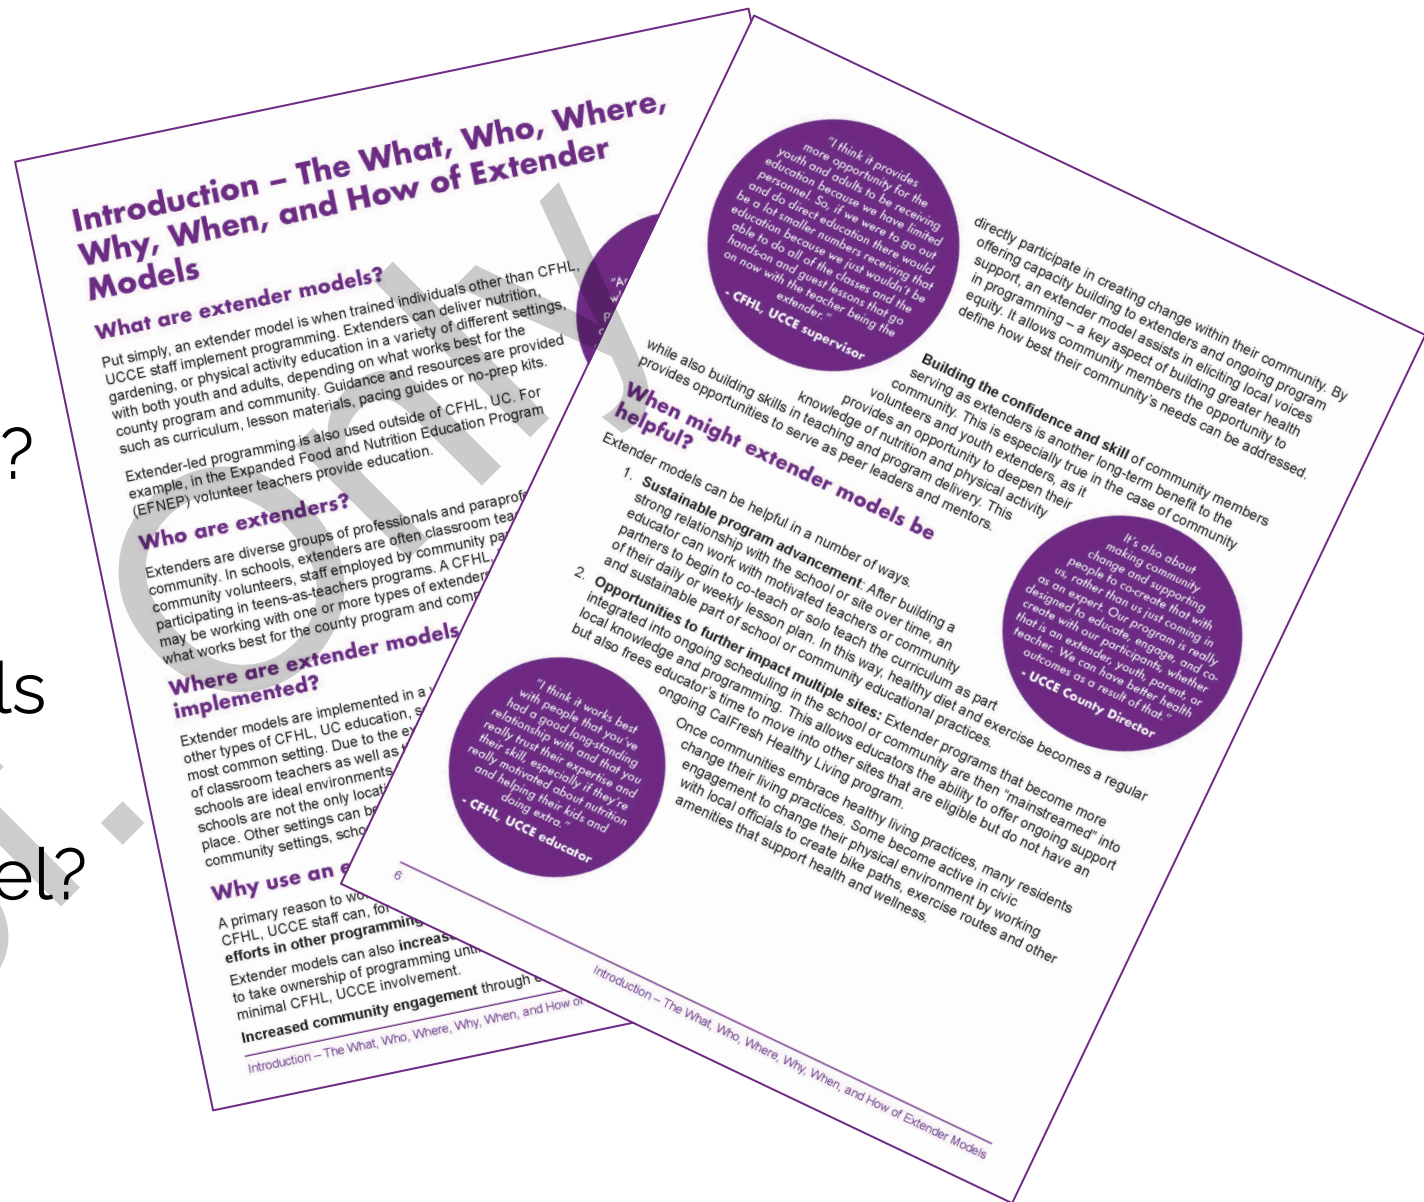 ?
ls
el?
Only
Introduction – The What, Who, Where,
Why, When, and How of Extender
Models
What are extender models?
Put simply, an extender model is when trained individuals other than CFHL,
UCCE staff implement programming. Extenders can deliver nutrition,
gardening, or physical activity education in a variety of different settings,
with both youth and adults, depending on what works best for the
county program and community. Guidance and resources are provided
such as curriculum, lesson materials, pacing guides or no-prep kits.
Extender-led programming is also used outside of CFHL, UC. For
example, in the Expanded Food and Nutrition Education Program
(EFNEP) volunteer teachers provide education.
Who are extenders?
Extenders are diverse groups of professionals and
community. In schools, extenders are often classroom
community volunteers, staff employed by community
participating in teens-as-teachers programs. A CFHL,
may be working with one or more types of
what works best for the county program and
Where are extender models
implemented?
Extender models are implemented in a
other types of CFHL, UC education,
most common setting. Due to the
of classroom teachers as well as
schools are ideal environments
schools are not the only
place. Other settings can be
community settings,
Why use an
A primary reason to
CFHL, UCCE staff can,
efforts in other programming
Extender models can also
to take ownership of programming
minimal CFHL, UCCE involvement.
Increased community engagement through
Introduction – The What, Who, Where, Why, When, and How of
"I think it provides
more opportunity for the
youth and adults to be receiving
education because we have limited
personnel. So, if we were to go out
and do direct education there would
be a lot smaller numbers receiving that
education because we just wouldn't be
able to do all of the classes and the
hands-on and guest lessons that go
on now with the teacher being the
extender."
- CFHL, UCCE supervisor
directly participate in creating change within their community. By
offering capacity building to extenders and ongoing program
support, an extender model assists in eliciting local voices
in programming – a key aspect of building greater health
equity. It allows community members the opportunity to
define how best their community's needs can be addressed.
Building the confidence and skill of community members
serving as extenders is another long-term benefit to the
community. This is especially true in the case of community
volunteers and youth extenders, as it
provides an opportunity to deepen their
knowledge of nutrition and physical activity
while also building skills in teaching and program delivery. This
provides opportunities to serve as peer leaders and mentors.
When might extender models be
helpful?
Extender models can be helpful in a number of ways.
1. Sustainable program advancement: After building a
strong relationship with the school or site over time, an
educator can work with motivated teachers or community
partners to begin to co-teach or solo teach the curriculum as part
of their daily or weekly lesson plan. In this way, healthy diet and exercise becomes a regular
and sustainable part of school or community educational practices.
2. Opportunities to further impact multiple sites: Extender programs that become more
integrated into ongoing scheduling in the school or community are then "mainstreamed" into
local knowledge and programming. This allows educators the ability to offer ongoing support
but also frees educator's time to move into other sites that are eligible but do not have an
ongoing CalFresh Healthy Living program.
Once communities embrace healthy living practices, many residents
change their living practices. Some become active in civic
engagement to change their physical environment by working
with local officials to create bike paths, exercise routes and other
amenities that support health and wellness.
It's also about
making community
change and supporting
people to co-create that with
us, rather than us just coming in
as an expert. Our program is really
designed to educate, engage, and co-
create with our participants, whether
that is an extender, youth, parent, or
teacher. We can have better health
outcomes as a result of that."
- UCCE County Director
"I think it works best
with people that you've
had a good long-standing
relationship with and that you
really trust their expertise and
their skill, especially if they're
really motivated about nutrition
and helping their kids and
doing extra."
- CFHL, UCCE educator
6
Introduction – The What, Who, Where, Why, When, and How of Extender Models